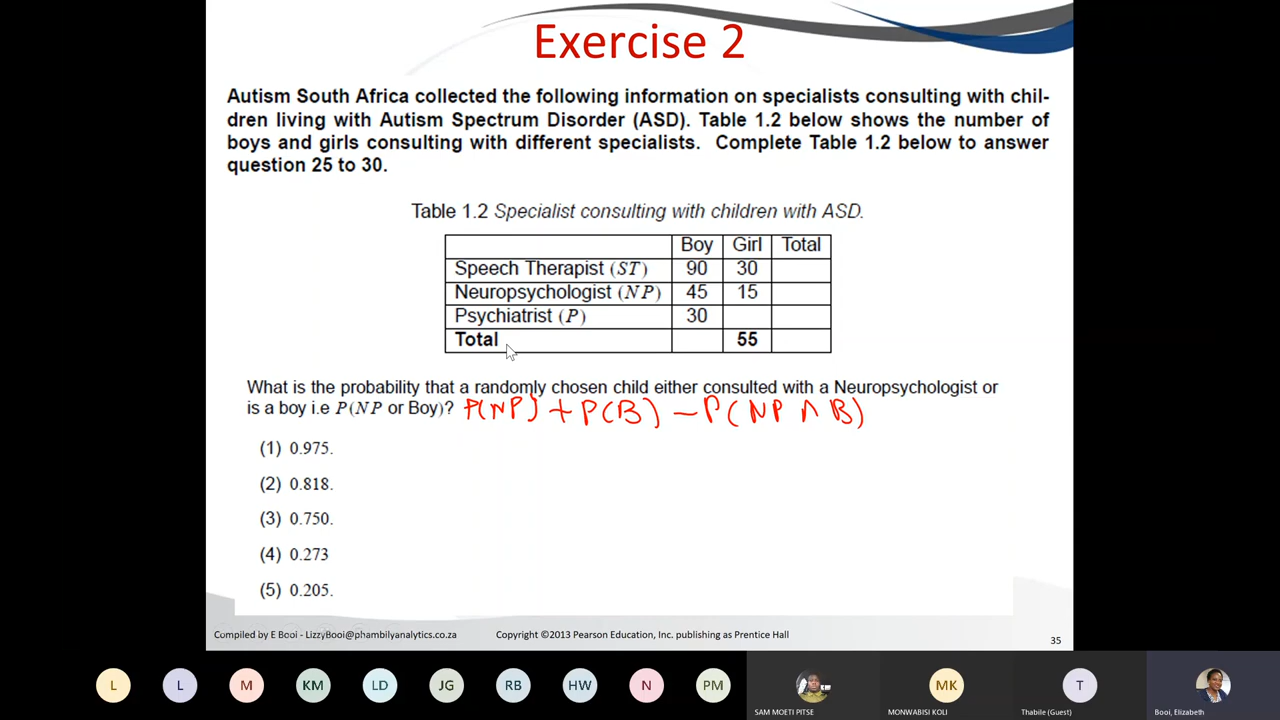 Exercise 2
Autism South Africa collected the following information on specialists consulting with chil-
dren living with Autism Spectrum Disorder (ASD). Table 1.2 below shows the number of
boys and girls consulting with different specialists. Complete Table 1.2 below to answer
question 25 to 30.
Table 1.2 Specialist consulting with children with ASD.
Boy Girl Total
Speech Therapist (ST) 90 30
Neuropsychologist (NP) 45 15
Psychiatrist (P) 30
Total 55
What is the probability that a randomly chosen child either consulted with a Neuropsychologist or
is a boy i.e P(NP or Boy)? P(NP) + P(B) - P(NP ∧ B)
(1) 0.975.
(2) 0.818.
(3) 0.750.
(4) 0.273
(5) 0.205.
Compiled by E Booi - LizzyBooi@phambilyanalytics.co.za Copyright ©2013 Pearson Education, Inc. publishing as Prentice Hall 35
L L M KM LD JG RB HW N PM MK T
SAM MOETI PITSE MONWABISI KOLI Thabile (Guest) Booi, Elizabeth